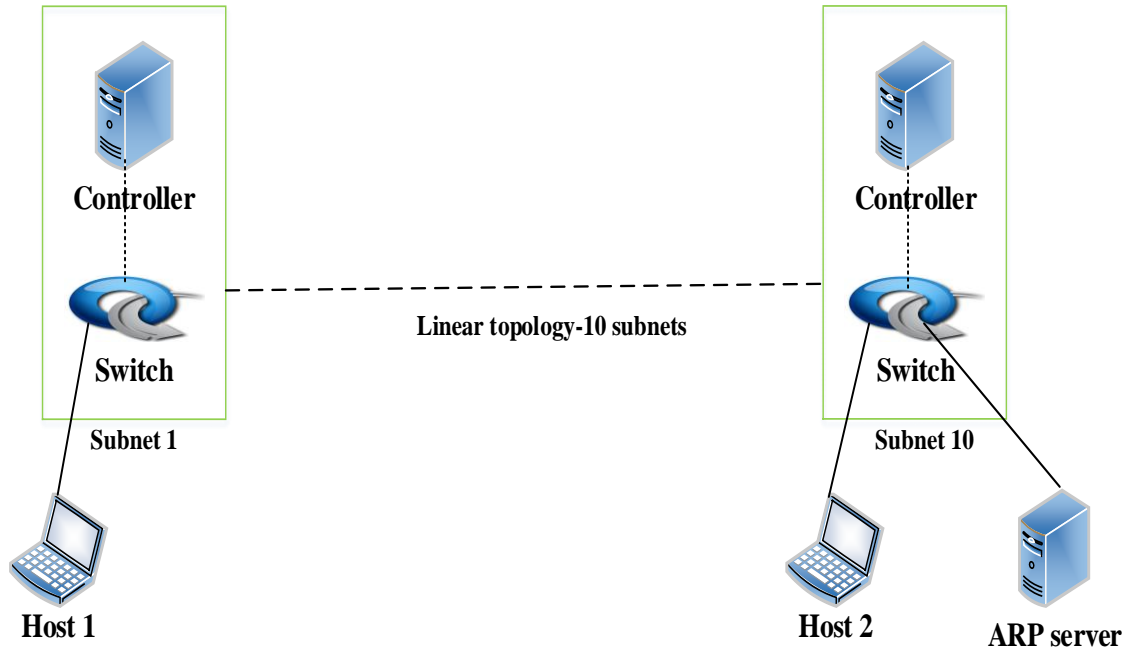 Controller
Controller
Linear topology-10 subnets
Switch
Switch
Subnet 1
Subnet 10
Host 1
Host 2
ARP server